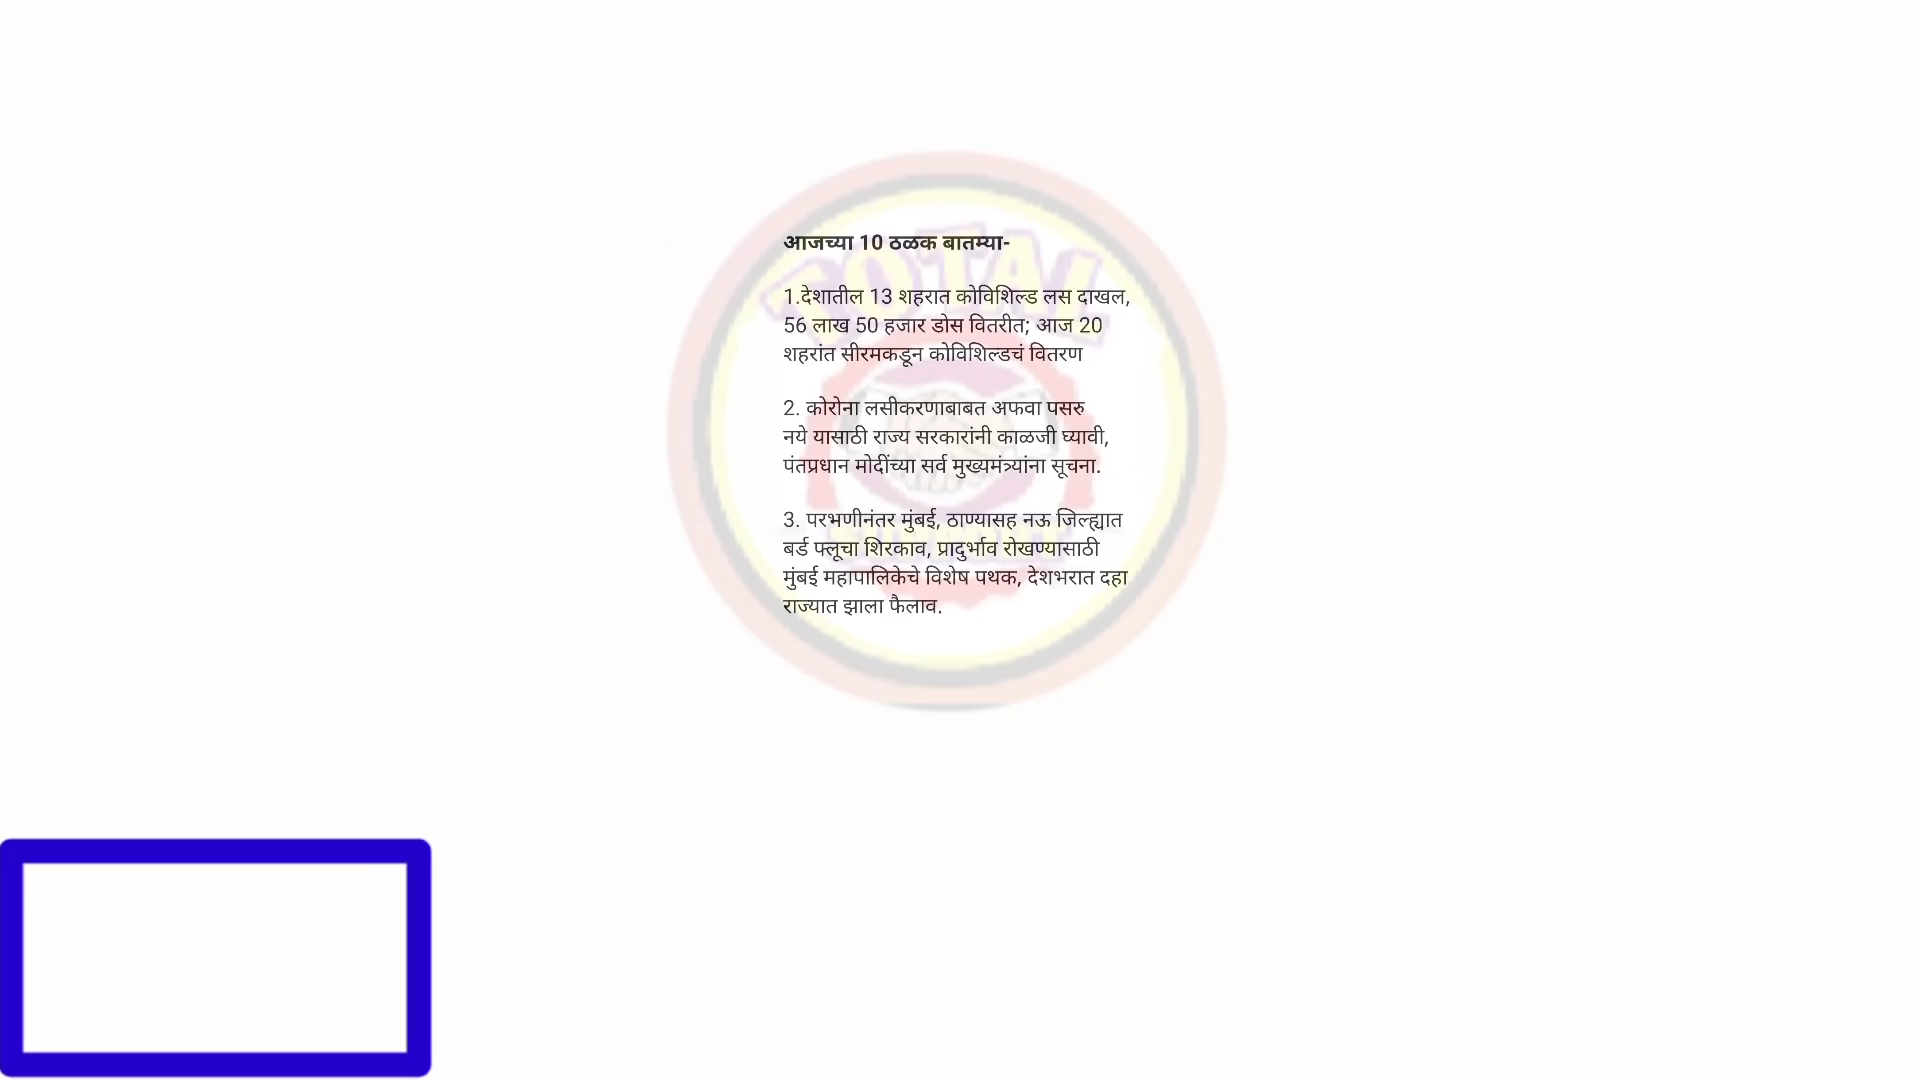 आजच्या 10 ठळक बातम्या-
1.देशातील 13 शहरात कोविशिल्ड लस दाखल,
56 लाख 50 हजार डोस वितरीत; आज 20
शहरांत सीरमकडून कोविशिल्डचं वितरण
2. कोरोना लसीकरणाबाबत अफवा पसरु
नये यासाठी राज्य सरकारांनी काळजी घ्यावी,
पंतप्रधान मोदींच्या सर्व मुख्यमंत्र्यांना सूचना.
3. परभणीनंतर मुंबई, ठाण्यासह नऊ जिल्ह्यात
बर्ड फ्लूचा शिरकाव, प्रादुर्भाव रोखण्यासाठी
मुंबई महापालिकेचे विशेष पथक, देशभरात दहा
राज्यात झाला फैलाव.
TOTAL